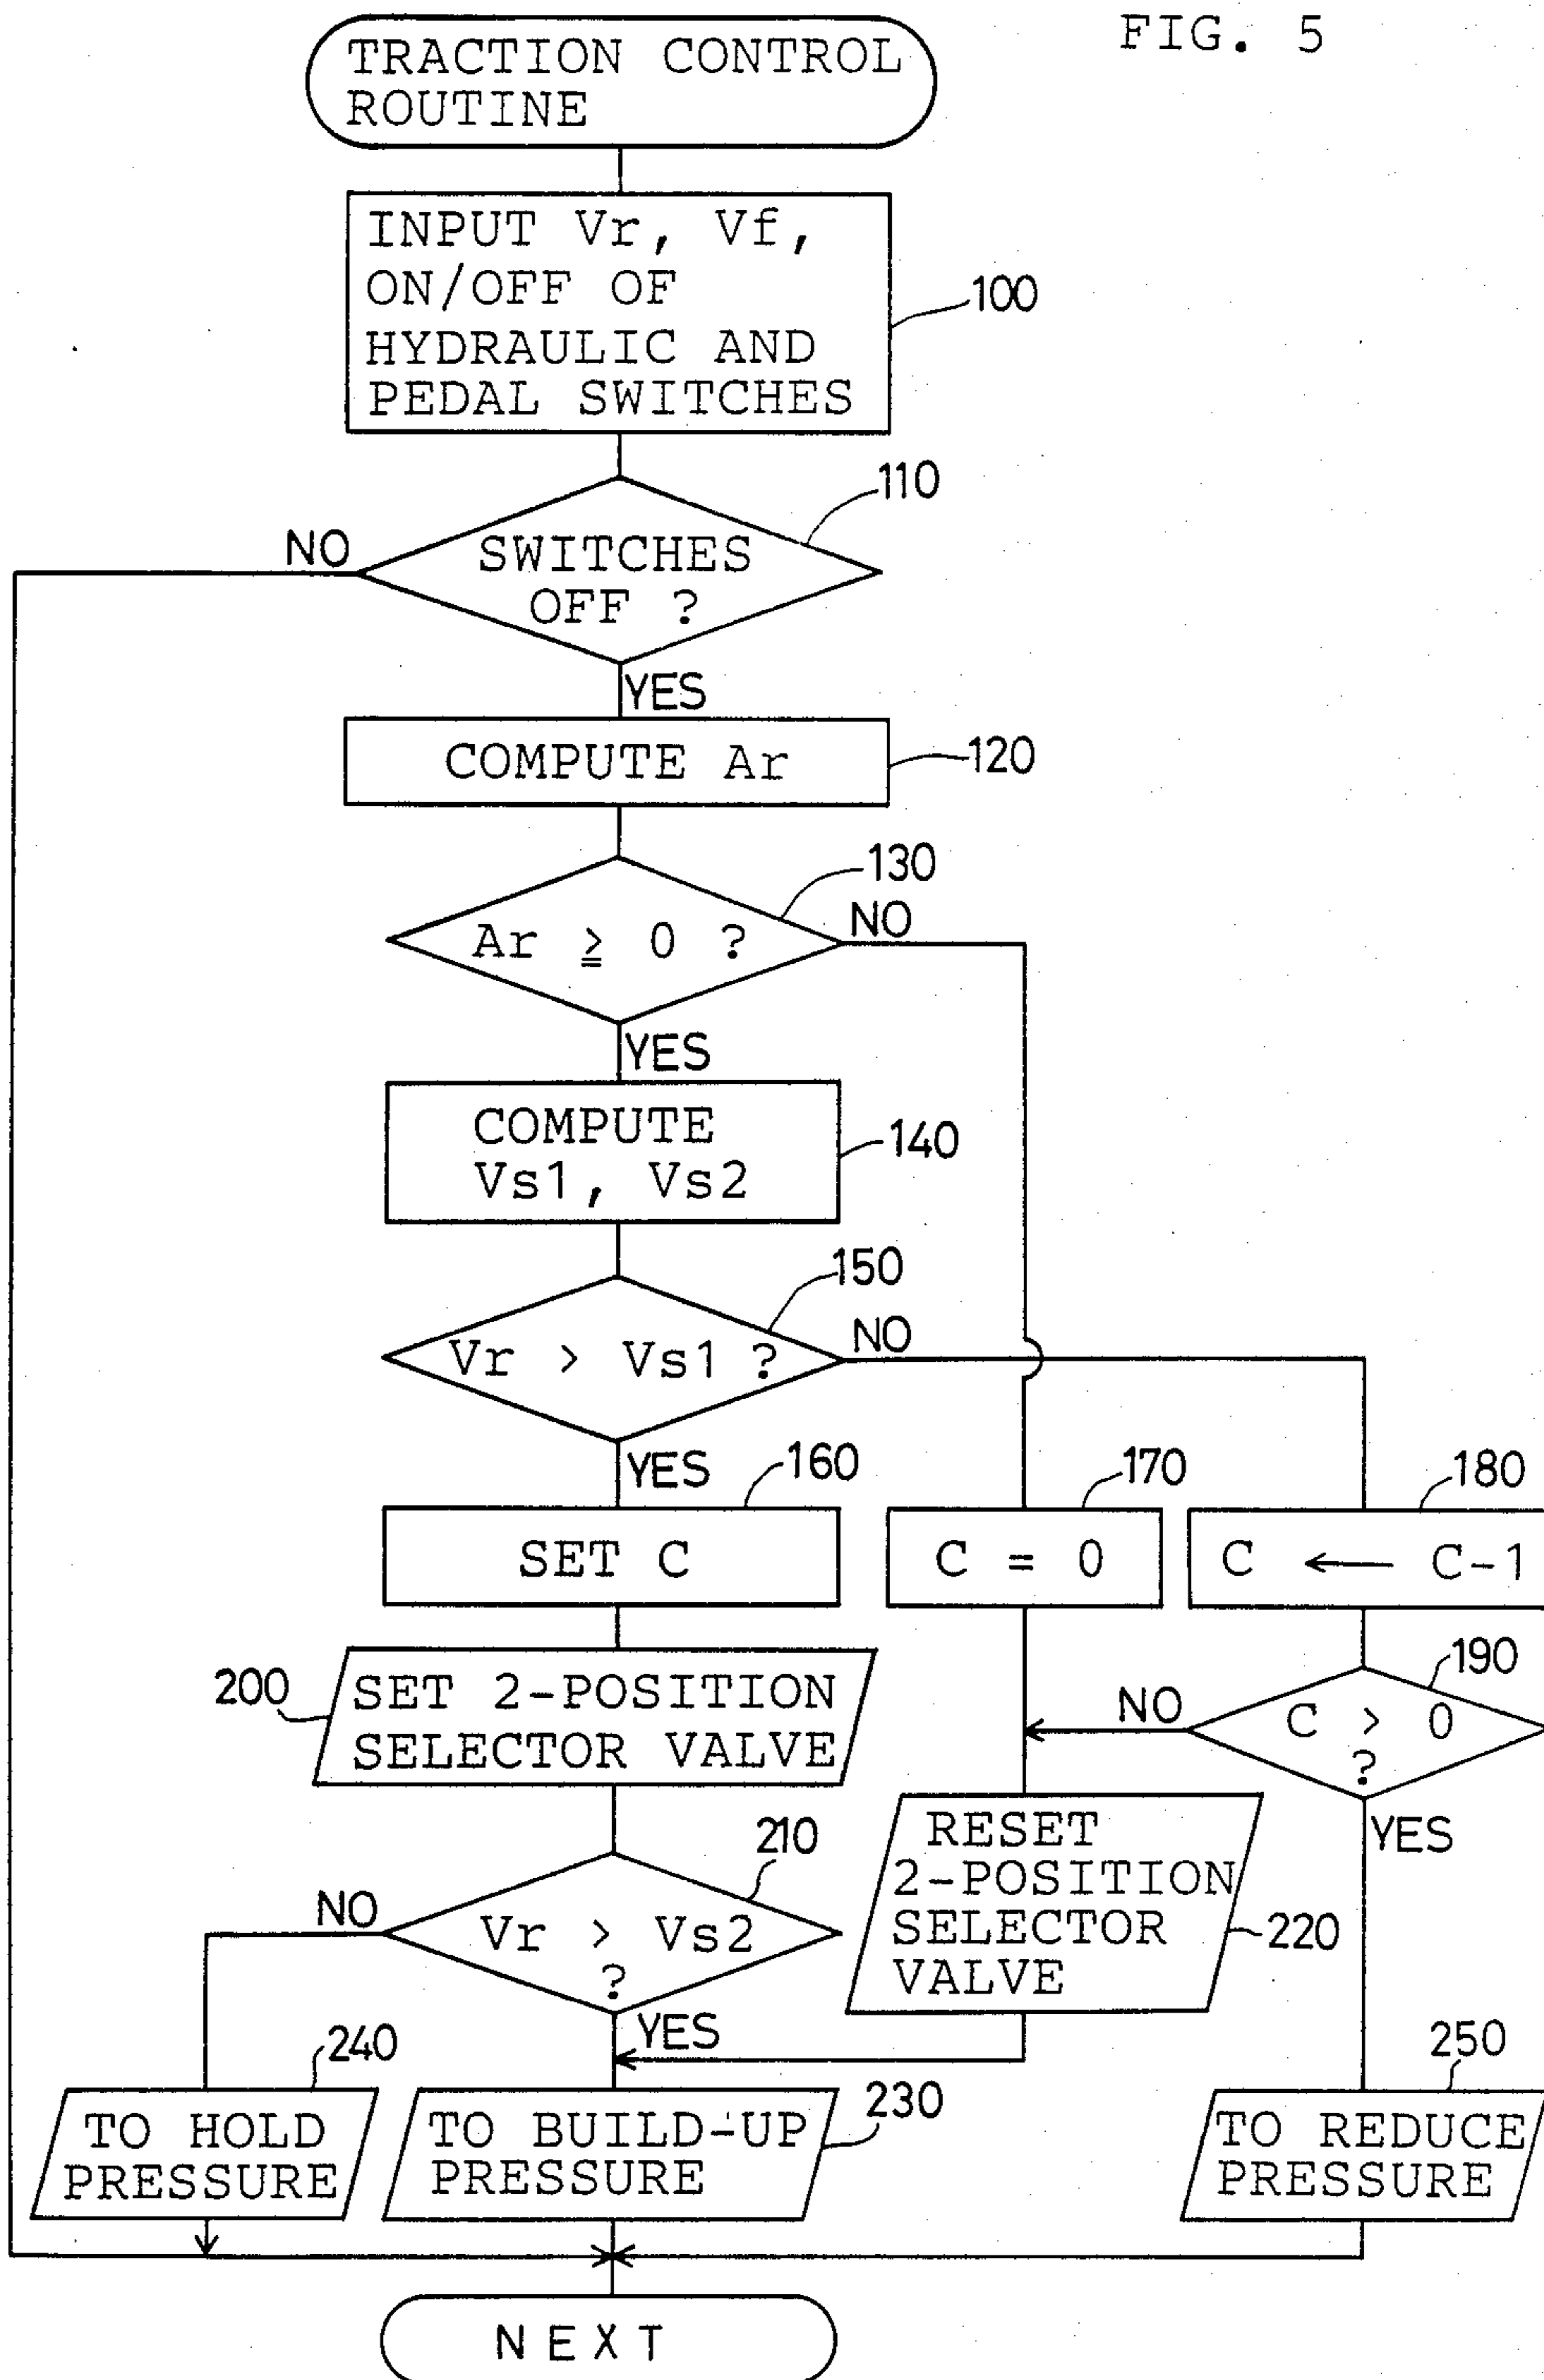 FIG. 5
TRACTION CONTROL
ROUTINE
INPUT Vr, Vf,
ON/OFF OF
HYDRAULIC AND
PEDAL SWITCHES
100
110
NO
SWITCHES
OFF ?
YES
COMPUTE Ar
120
130
Ar ≧ 0 ?
NO
YES
COMPUTE
Vs1, Vs2
140
150
Vr > Vs1 ?
NO
YES
160
170
180
SET C
C = 0
C ← C-1
190
200
SET 2-POSITION
SELECTOR VALVE
NO
C > 0
?
YES
210
NO
Vr > Vs2
?
YES
RESET
2-POSITION
SELECTOR
VALVE
220
240
TO HOLD
PRESSURE
230
TO BUILD-UP
PRESSURE
250
TO REDUCE
PRESSURE
NEXT